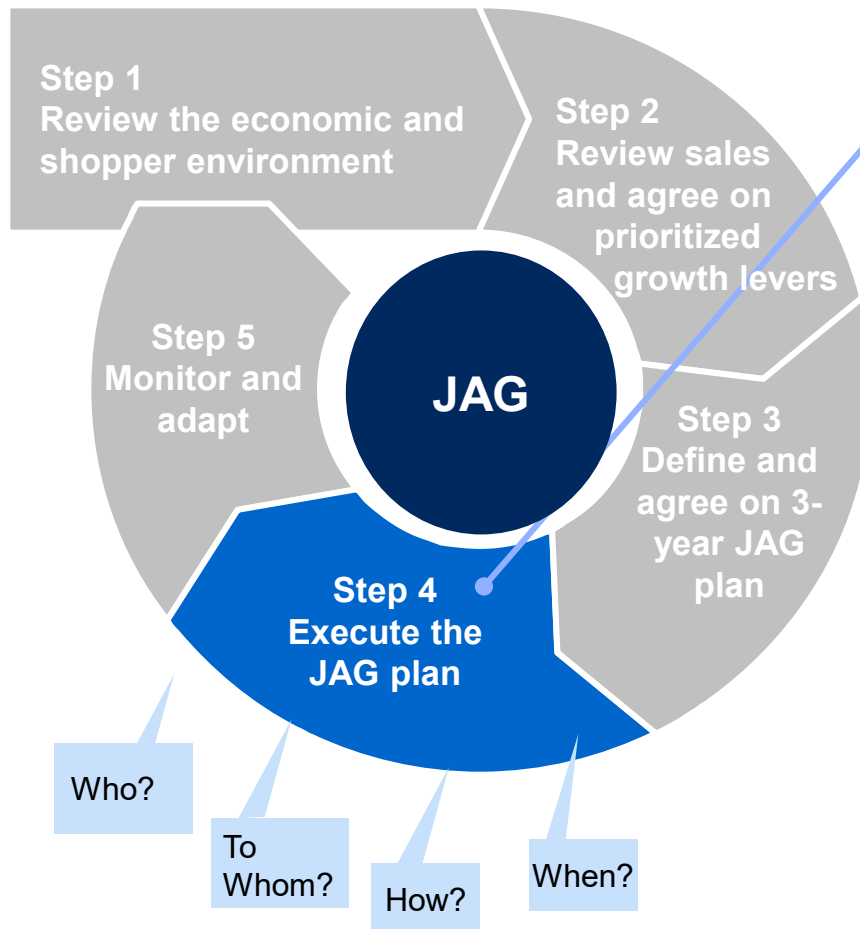 Step 1
Review the economic and
shopper environment
Step 2
Review sales
and agree on
prioritized
growth levers
Step 3
Define and
agree on 3-
year JAG
plan
Step 4
Execute the
JAG plan
Step 5
Monitor and
adapt
JAG
Who?
To
Whom?
How?
When?